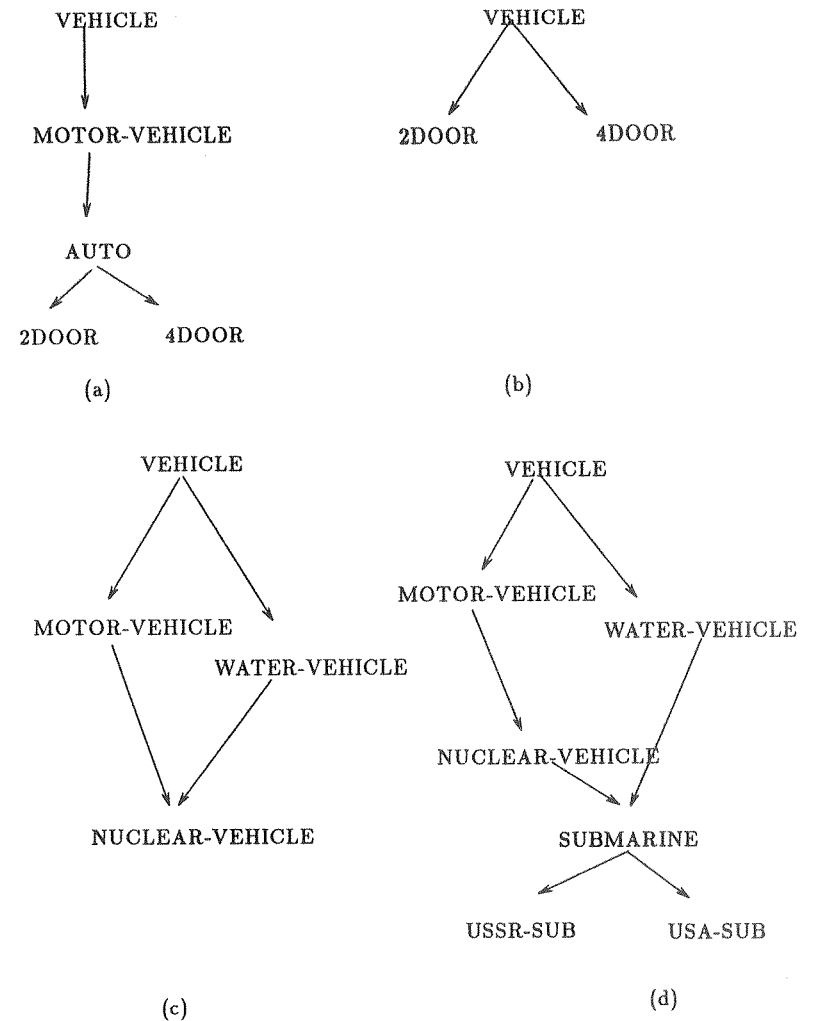 VEHICLE
MOTOR-VEHICLE
AUTO
2DOOR 4DOOR
(a)
VEHICLE
2DOOR 4DOOR
(b)
VEHICLE
MOTOR-VEHICLE
WATER-VEHICLE
NUCLEAR-VEHICLE
(c)
VEHICLE
MOTOR-VEHICLE
WATER-VEHICLE
NUCLEAR-VEHICLE
SUBMARINE
USSR-SUB USA-SUB
(d)